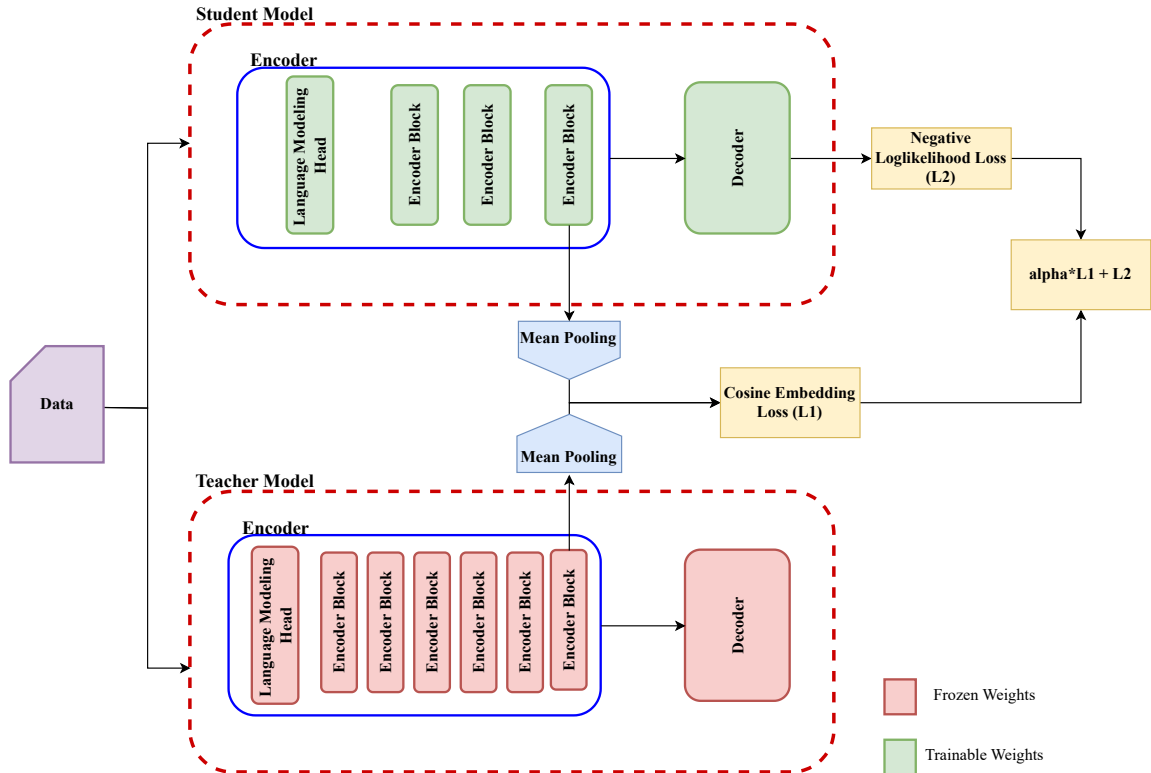 Student Model
Encoder
Language Modeling
Head
Encoder Block
Encoder Block
Encoder Block
Decoder
Negative
Loglikelihood Loss
(L2)
alpha*L1 + L2
Mean Pooling
Data
Cosine Embedding
Loss (L1)
Mean Pooling
Teacher Model
Encoder
Language Modeling
Head
Encoder Block
Encoder Block
Encoder Block
Encoder Block
Encoder Block
Encoder Block
Decoder
Frozen Weights
Trainable Weights